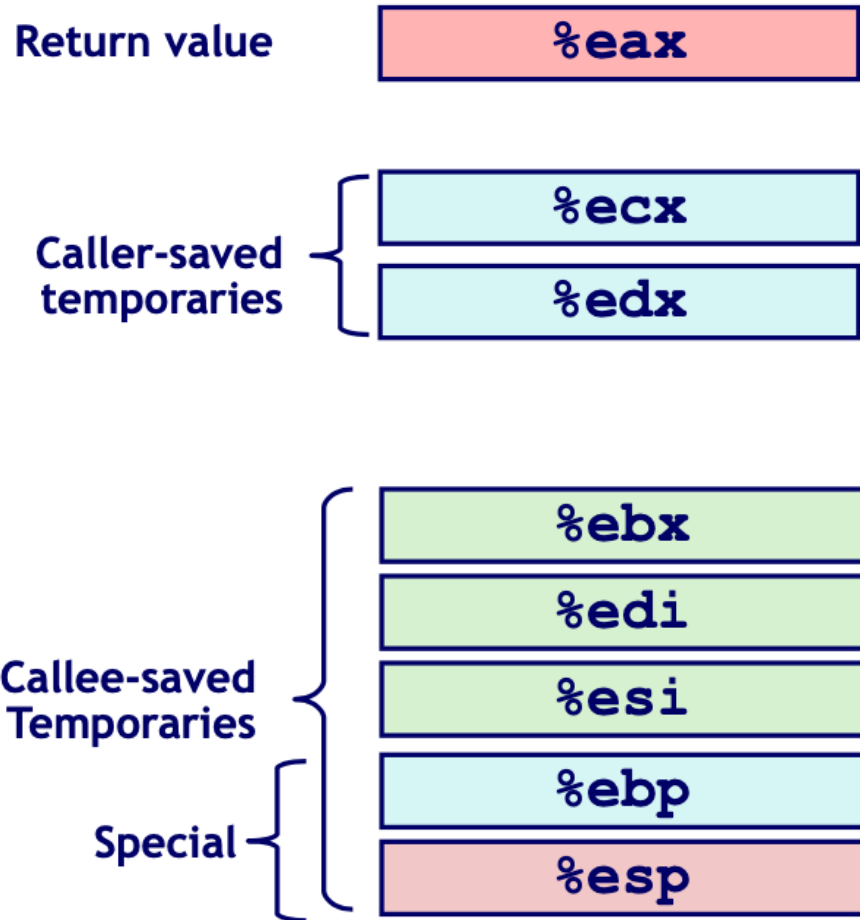 Return value
%eax
%ecx
Caller-saved
temporaries
%edx
%ebx
%edi
%esi
Callee-saved
Temporaries
%ebp
Special
%esp